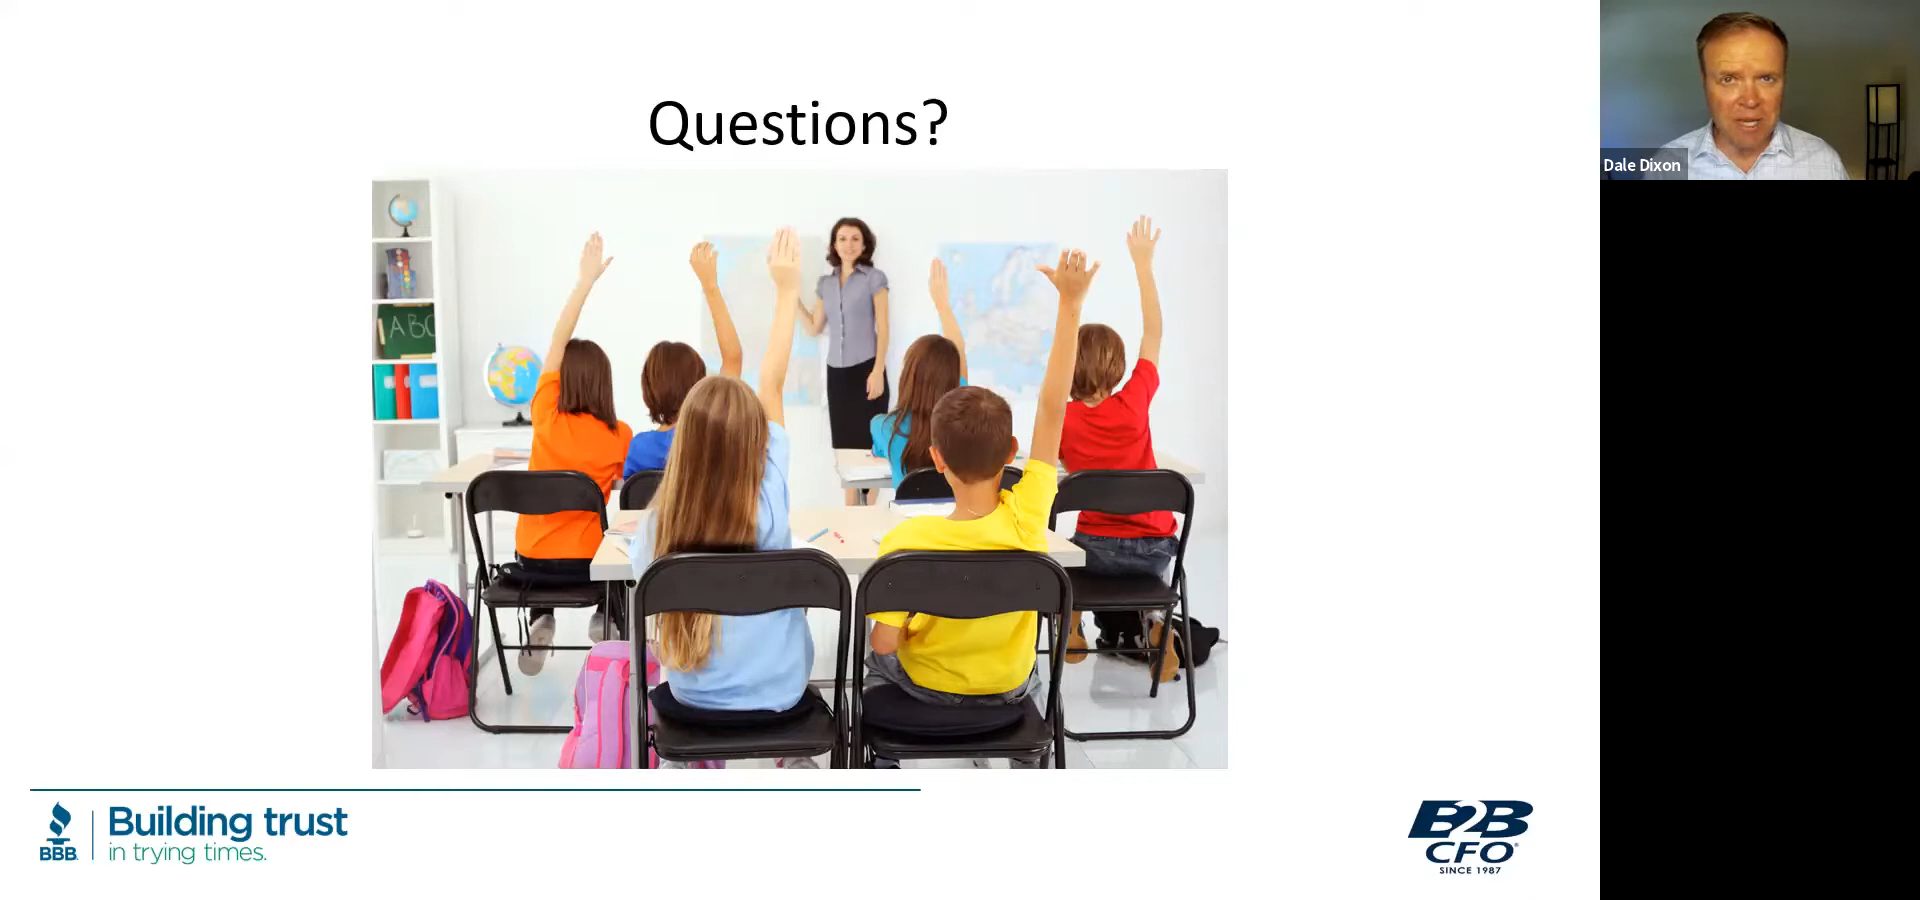 Questions?
Dale Dixon
ABC
BBB
Building trust
in trying times.
B2B
CFO
SINCE 1987